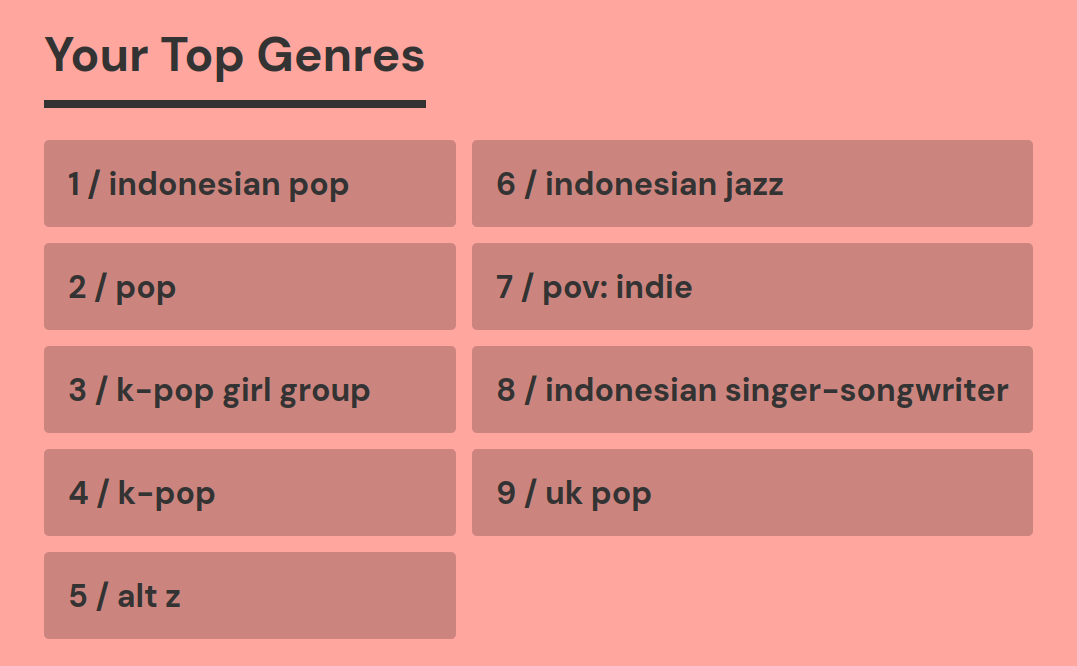 Your Top Genres
1 / indonesian pop
2 / pop
3 / k-pop girl group
4 / k-pop
5 / alt z
6 / indonesian jazz
7 / pov: indie
8 / indonesian singer-songwriter
9 / uk pop